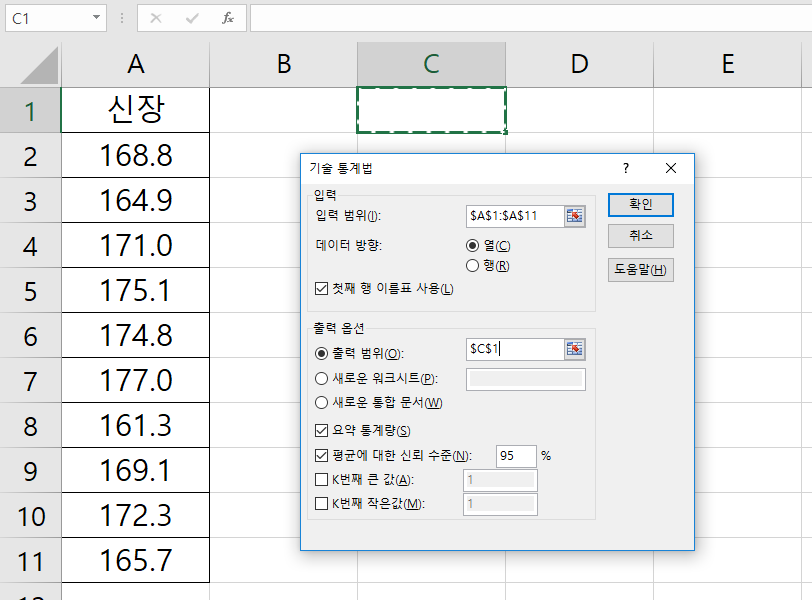 C1
fx
A B C D E
1 신장
2 168.8
3 164.9
4 171.0
5 175.1
6 174.8
7 177.0
8 161.3
9 169.1
10 172.3
11 165.7
기술 통계법 ?
입력
입력 범위(I): $A$1:$A$11
데이터 방향: 열(C)
행(R)
첫째 행 이름표 사용(L)
확인
취소
도움말(H)
출력 옵션
출력 범위(O): $C$1
새로운 워크시트(P):
새로운 통합 문서(W)
요약 통계량(S)
평균에 대한 신뢰 수준(N): 95 %
K번째 큰 값(A): 1
K번째 작은값(M): 1